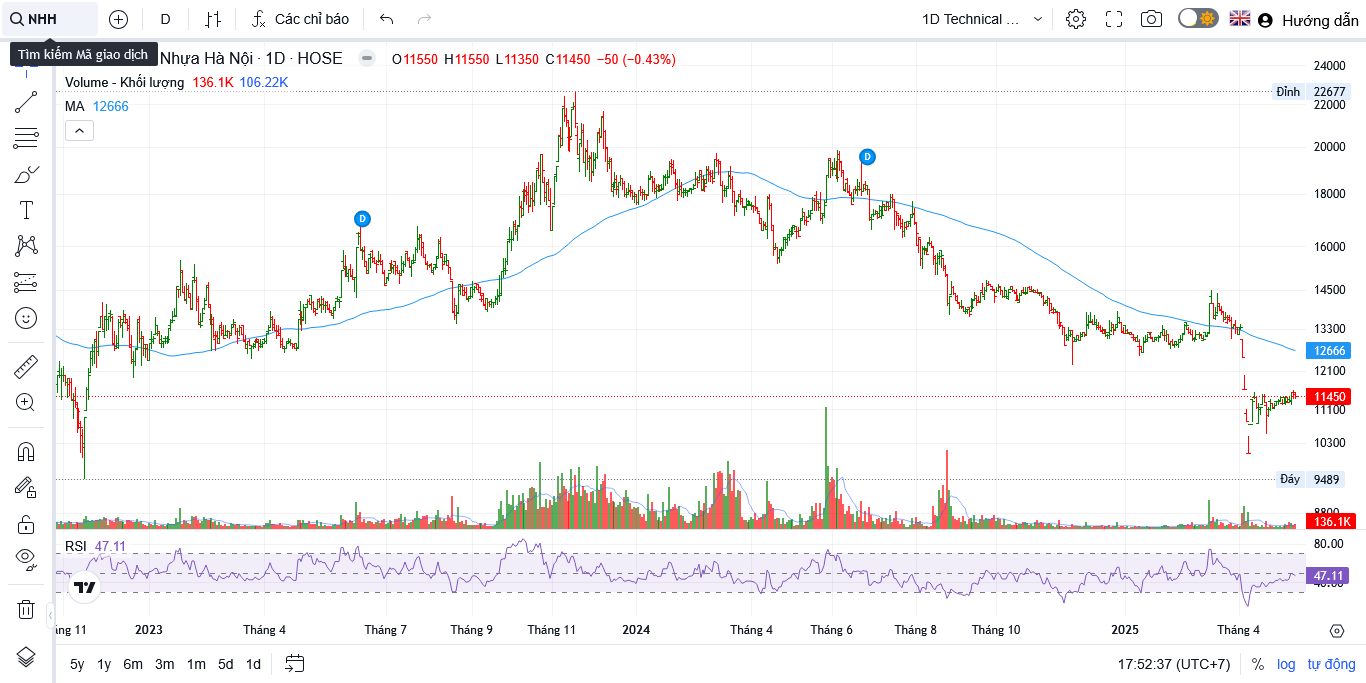 NHH
D
Các chỉ báo
1D Technical ...
Hướng dẫn
Tìm kiếm Mã giao dịch
Nhựa Hà Nội · 1D · HOSE
O11550 H11550 L11350 C11450 −50 (−0.43%)
Volume - Khối lượng 136.1K 106.22K
MA 12666
24000
Đỉnh 22677
22000
20000
18000
16000
14500
13300
12666
12100
11450
11100
10300
Đáy 9489
8800
136.1K
D
D
RSI 47.11
80.00
47.11
40.00
ng 11
2023
Tháng 4
Tháng 7
Tháng 9
Tháng 11
2024
Tháng 4
Tháng 6
Tháng 8
Tháng 10
2025
Tháng 4
5y 1y 6m 3m 1m 5d 1d
17:52:37 (UTC+7)
% log tự động